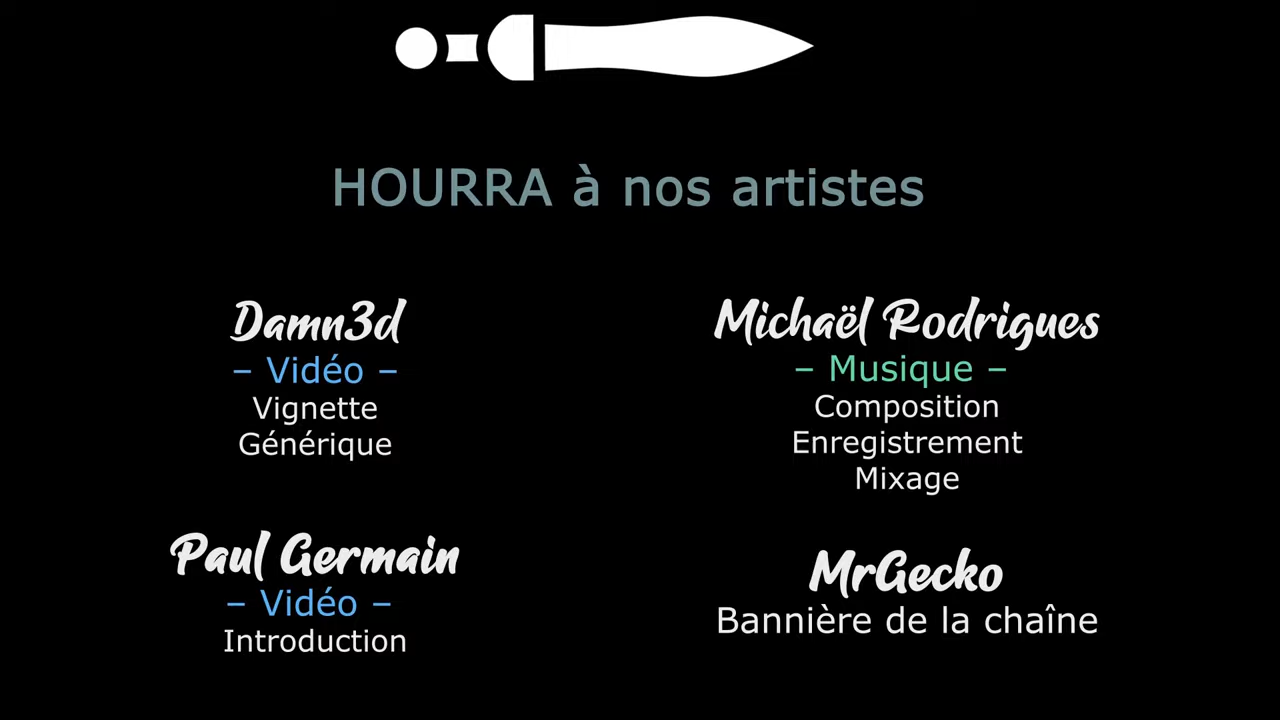 HOURRA à nos artistes
Damn3d
– Vidéo –
Vignette
Générique
Michaël Rodrigues
– Musique –
Composition
Enregistrement
Mixage
Paul Germain
– Vidéo –
Introduction
MrGecko
Bannière de la chaîne